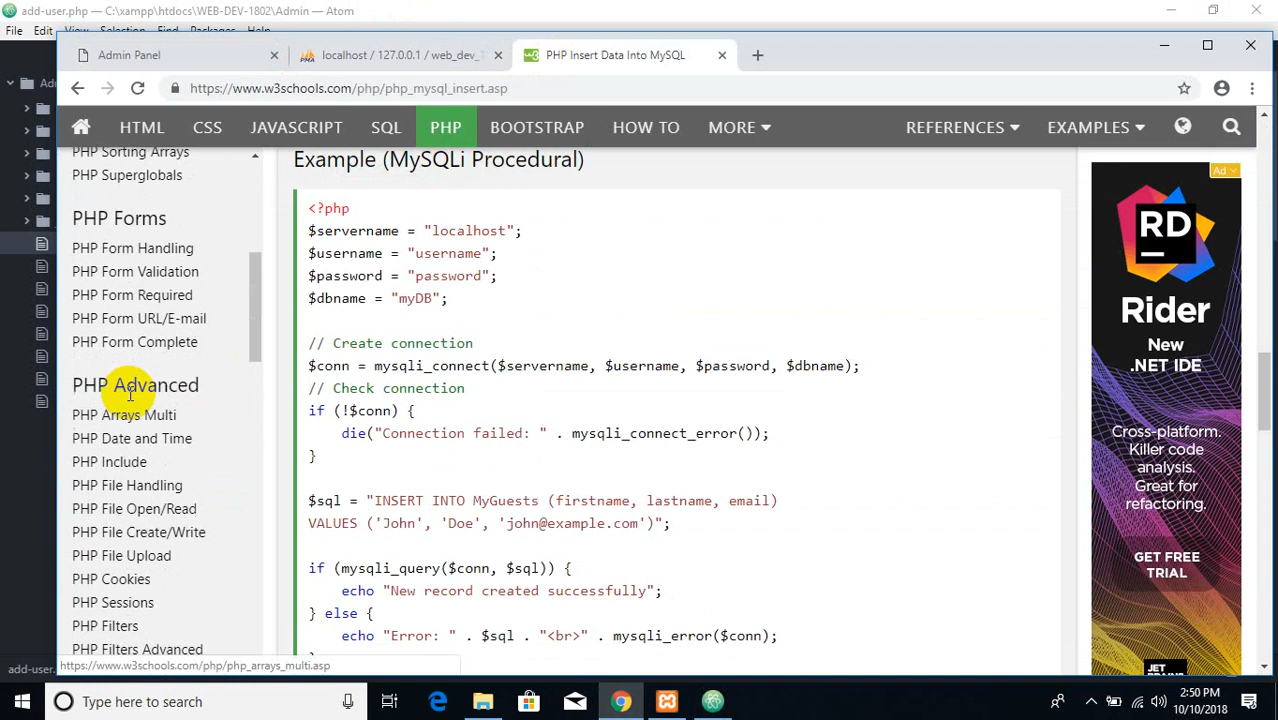 add-user.php — C:\xampp\htdocs\WEB-DEV-1802\Admin — Atom
File Edit View Selection Find Packages
Admin Panel
localhost / 127.0.0.1 / web_dev_
PHP Insert Data Into MySQL
https://www.w3schools.com/php/php_mysql_insert.asp
HTML CSS JAVASCRIPT SQL PHP BOOTSTRAP HOW TO MORE REFERENCES EXAMPLES
PHP Sorting Arrays
PHP Superglobals
PHP Forms
PHP Form Handling
PHP Form Validation
PHP Form Required
PHP Form URL/E-mail
PHP Form Complete
PHP Advanced
PHP Arrays Multi
PHP Date and Time
PHP Include
PHP File Handling
PHP File Open/Read
PHP File Create/Write
PHP File Upload
PHP Cookies
PHP Sessions
PHP Filters
PHP Filters Advanced
https://www.w3schools.com/php/php_arrays_multi.asp
add-user.
Example (MySQLi Procedural)
<?php
$servername = "localhost";
$username = "username";
$password = "password";
$dbname = "myDB";
// Create connection
$conn = mysqli_connect($servername, $username, $password, $dbname);
// Check connection
if (!$conn) {
die("Connection failed: " . mysqli_connect_error());
}
$sql = "INSERT INTO MyGuests (firstname, lastname, email)
VALUES ('John', 'Doe', 'john@example.com')";
if (mysqli_query($conn, $sql)) {
echo "New record created successfully";
} else {
echo "Error: " . $sql . "<br>" . mysqli_error($conn);
Ad
RD
Rider
New
.NET IDE
Cross-platform.
Killer code
analysis.
Great for
refactoring.
GET FREE
TRIAL
JET
Type here to search
2:50 PM
10/10/2018